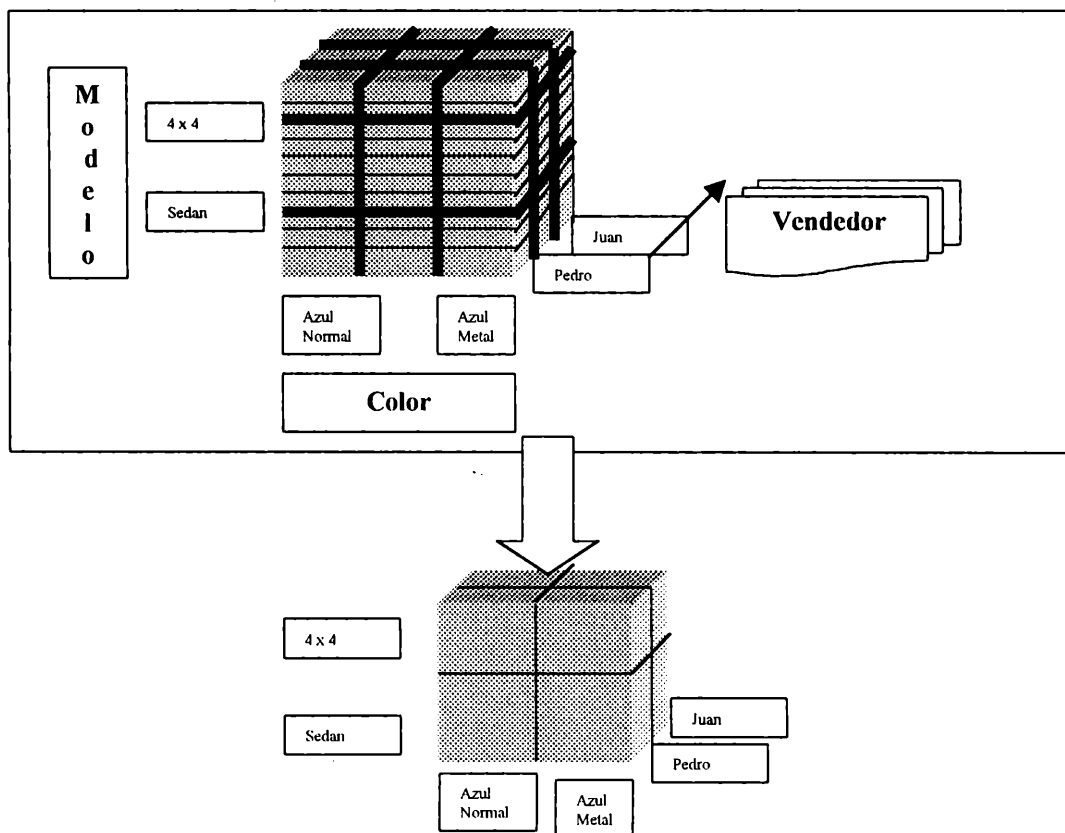 Modelo
4 x 4
Sedan
Juan
Pedro
Vendedor
Azul
Normal
Azul
Metal
Color
4 x 4
Sedan
Juan
Pedro
Azul
Normal
Azul
Metal